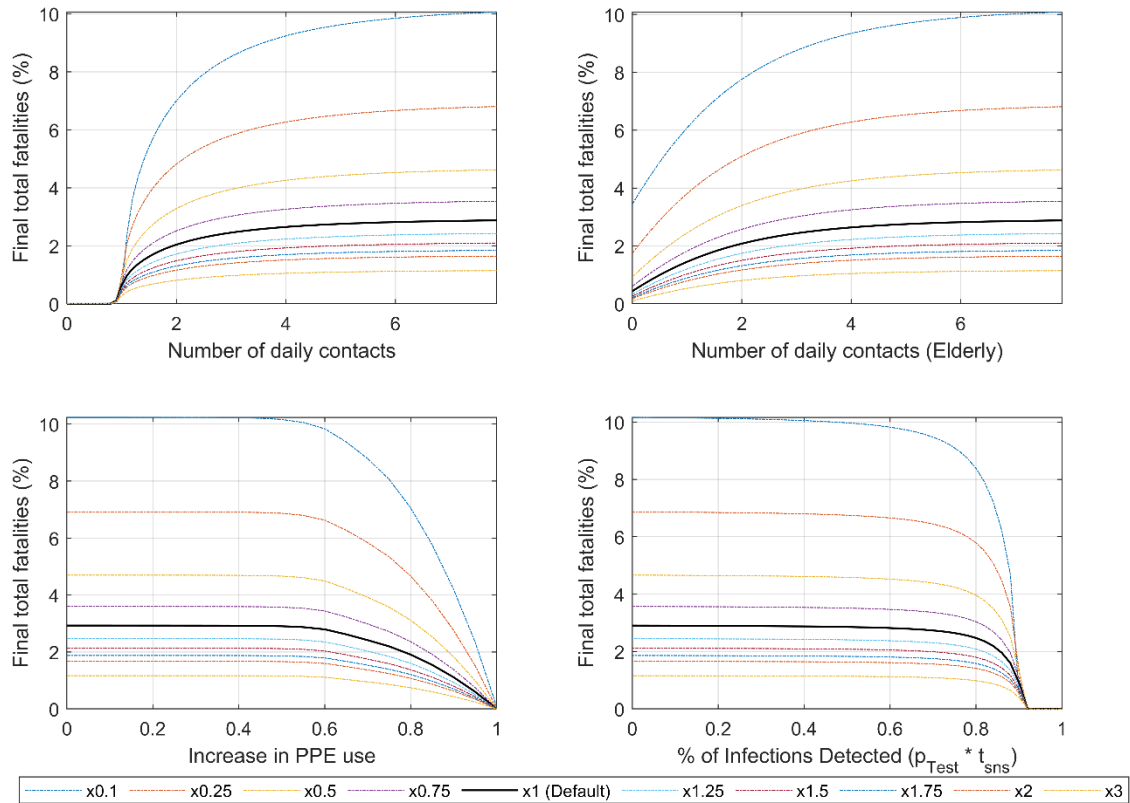 Final total fatalities (%)
10
8
6
4
2
0
0 2 4 6
Number of daily contacts
Final total fatalities (%)
10
8
6
4
2
0
0 2 4 6
Number of daily contacts (Elderly)
Final total fatalities (%)
10
8
6
4
2
0
0 0.2 0.4 0.6 0.8 1
Increase in PPE use
Final total fatalities (%)
10
8
6
4
2
0
0 0.2 0.4 0.6 0.8 1
% of Infections Detected (p_Test * t_sns)
x0.1 x0.25 x0.5 x0.75 x1 (Default) x1.25 x1.5 x1.75 x2 x3